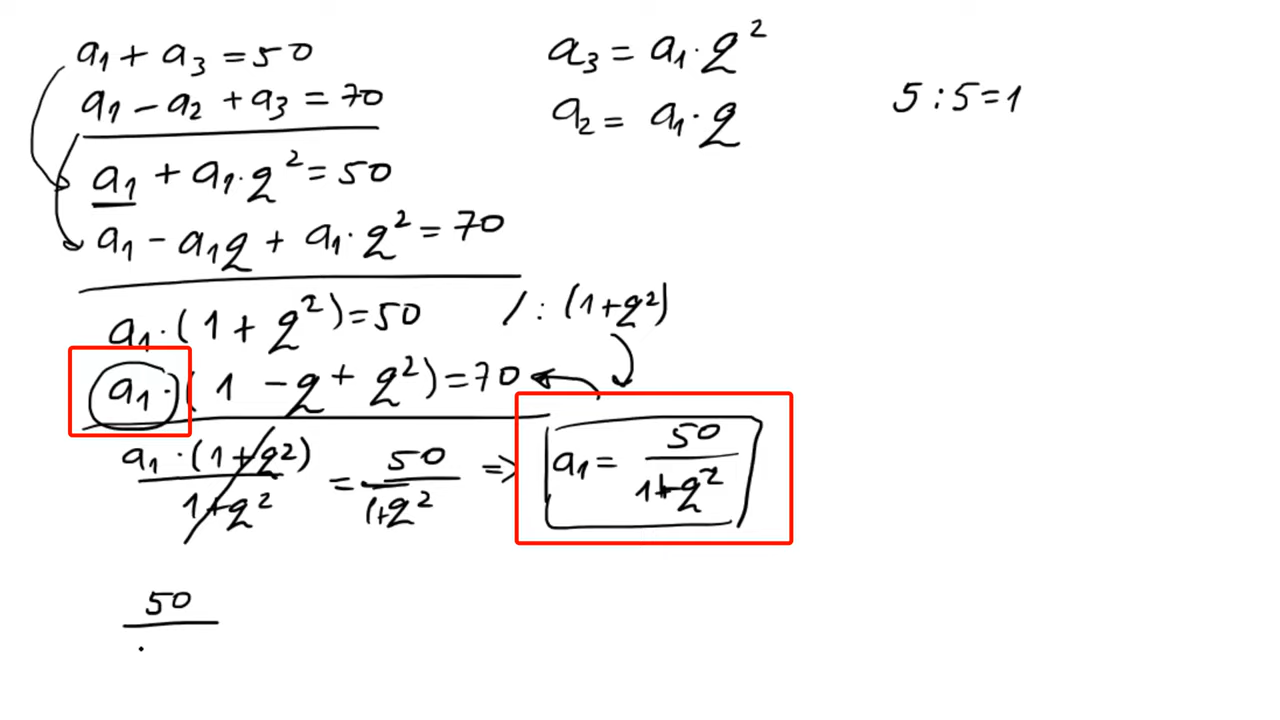 a₁ + a₃ = 50
a₁ - a₂ + a₃ = 70
a₁ + a₁·q² = 50
a₁ - a₁q + a₁·q² = 70
a₁·(1 + q²) = 50 / : (1+q²)
a₁·(1 - q + q²) = 70
a₁·(1+q²)/1+q² = 50/1+q² => a₁ = 50/1+q²
50
a₃ = a₁·q²
a₂ = a₁·q
5:5=1